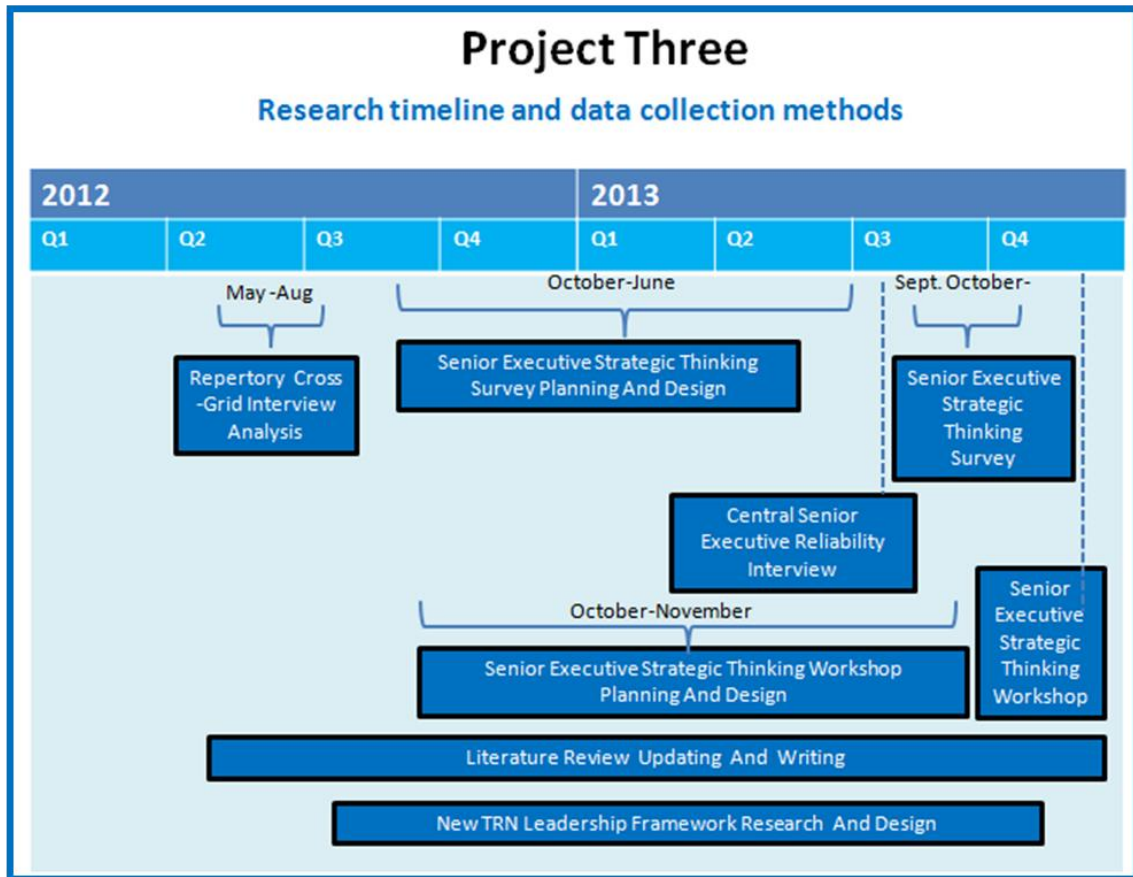 Project Three
Research timeline and data collection methods
2012
2013
Q1
Q2
Q3
Q4
Q1
Q2
Q3
Q4
May -Aug
October-June
Sept. October-
Repertory Cross
-Grid Interview
Analysis
Senior Executive Strategic Thinking
Survey Planning And Design
Senior Executive
Strategic
Thinking
Survey
Central Senior
Executive Reliability
Interview
Senior
Executive
Strategic
Thinking
Workshop
October-November
Senior Executive Strategic Thinking Workshop
Planning And Design
Literature Review Updating And Writing
New TRN Leadership Framework Research And Design